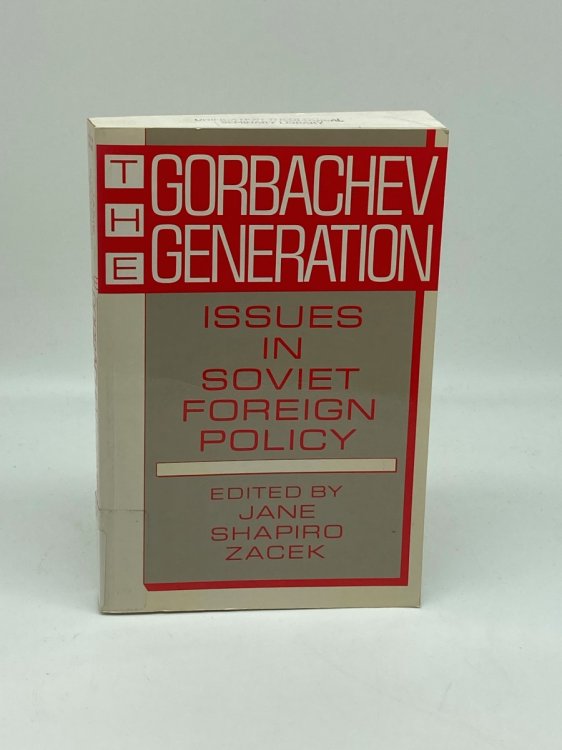 THE
GORBACHEV
GENERATION
ISSUES
IN
SOVIET
FOREIGN
POLICY
EDITED BY
JANE
SHAPIRO
ZACEK